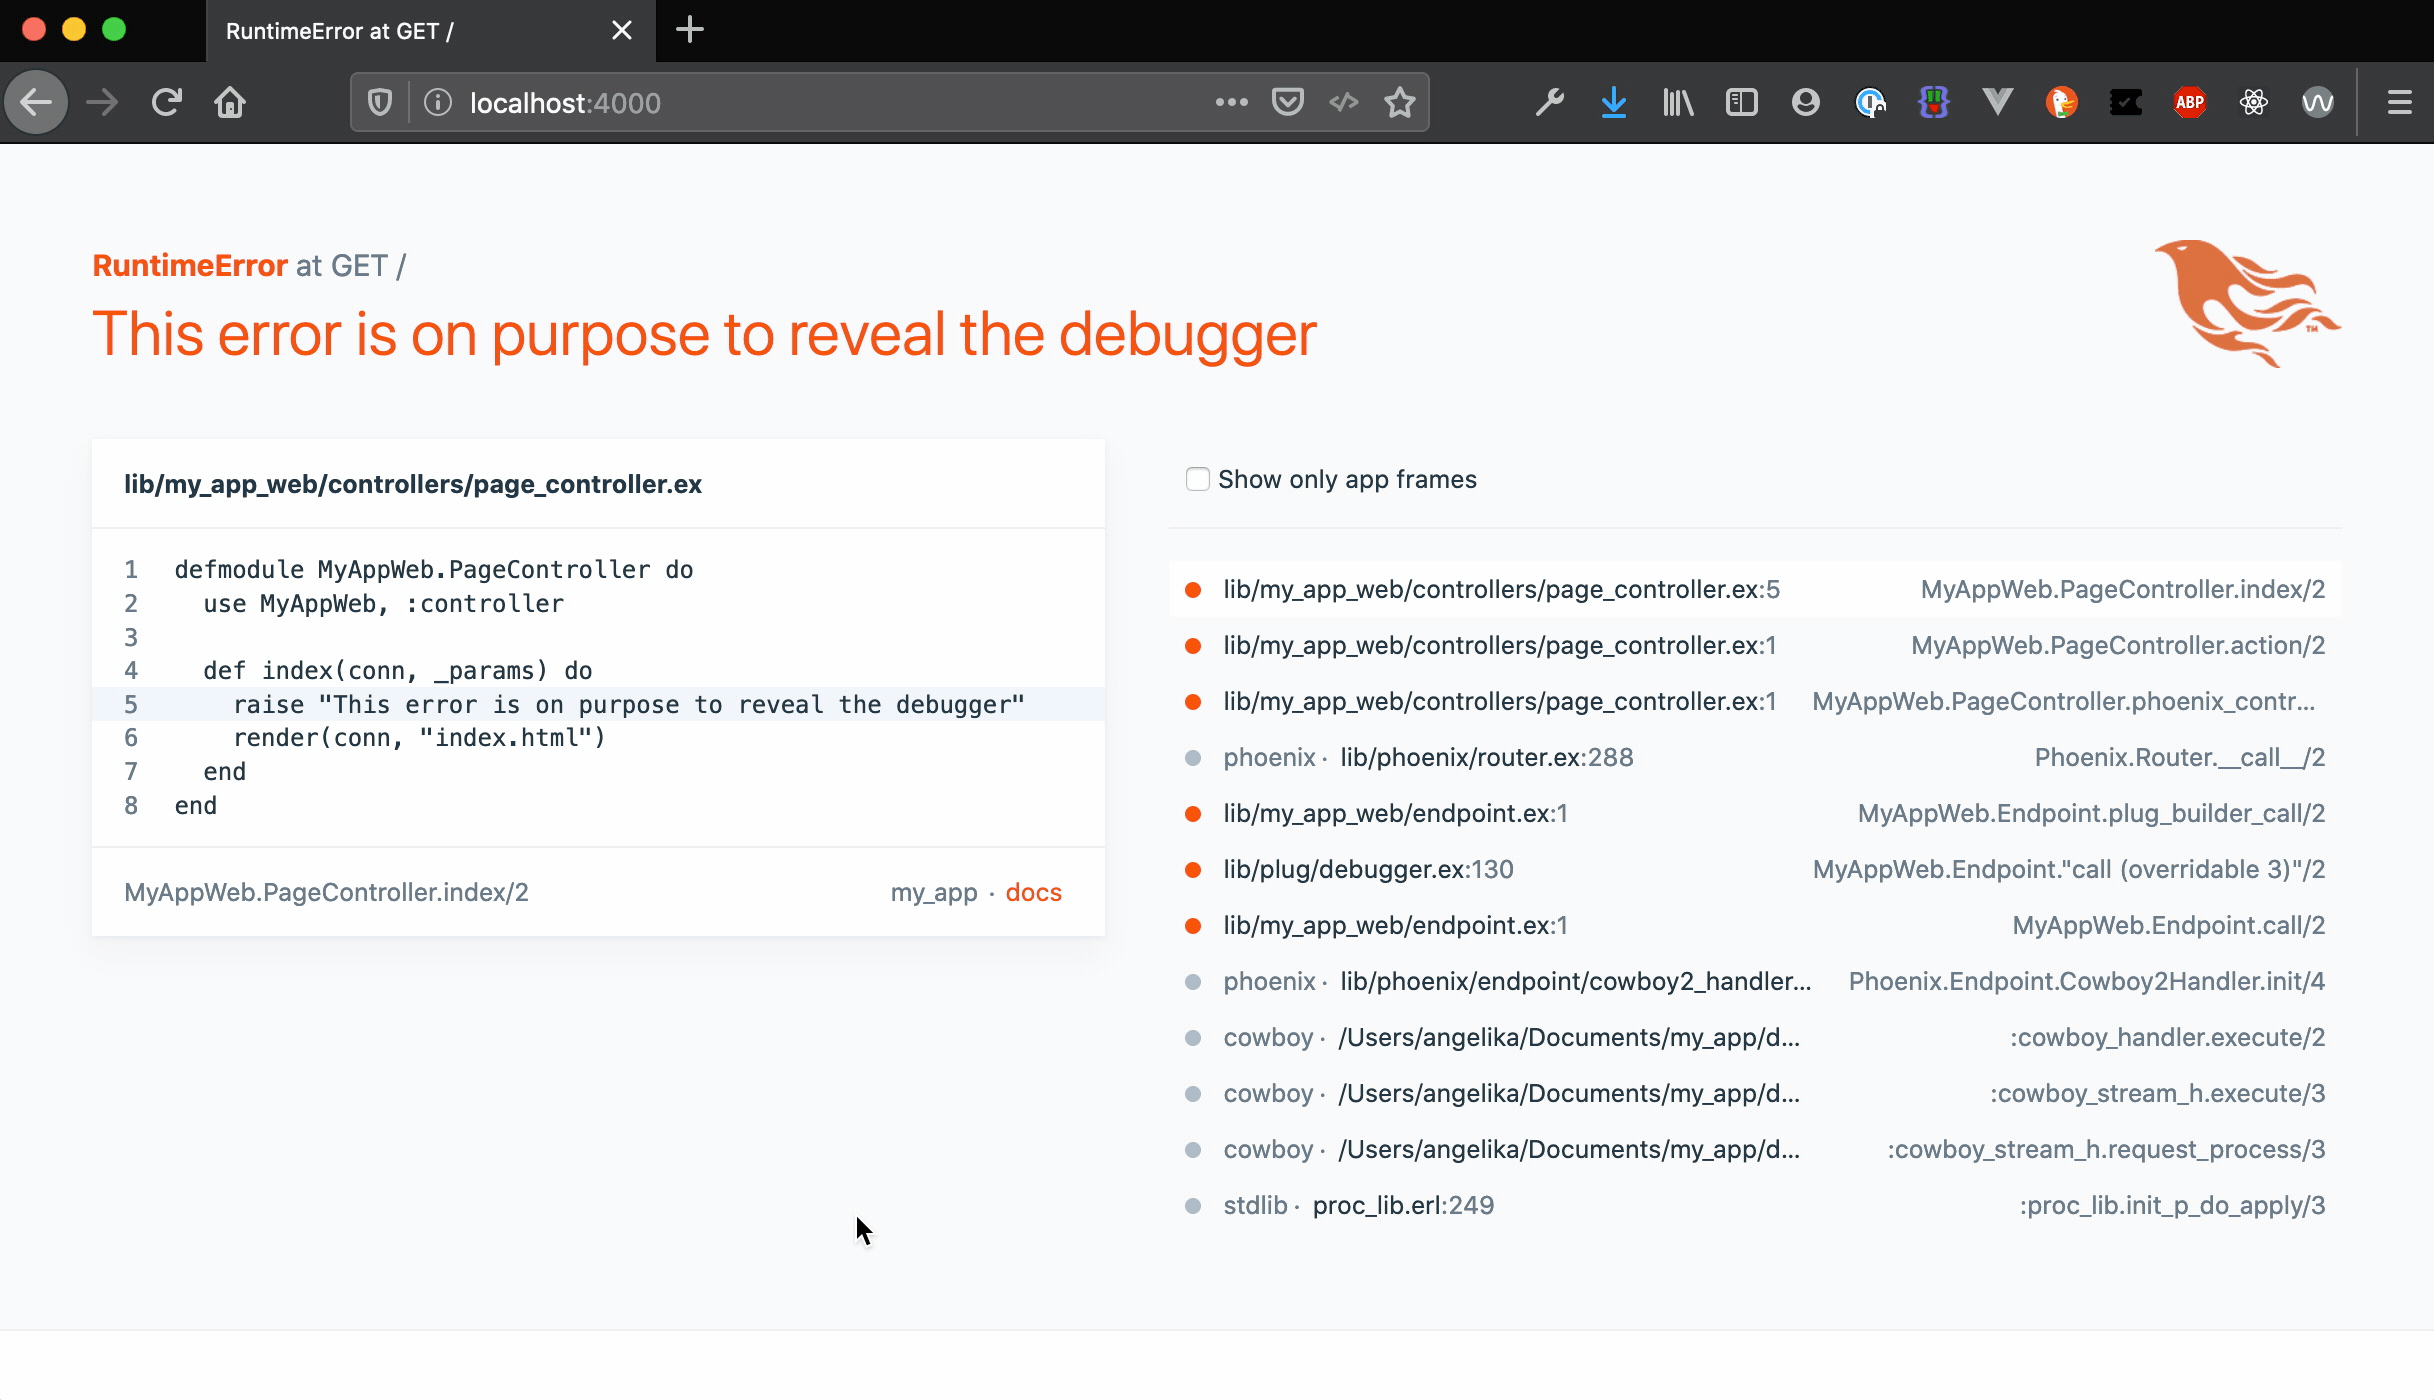 RuntimeError at GET /
localhost:4000
ABP
RuntimeError at GET /
This error is on purpose to reveal the debugger
TM
lib/my_app_web/controllers/page_controller.ex
1 defmodule MyAppWeb.PageController do
2 use MyAppWeb, :controller
3
4 def index(conn, _params) do
5 raise "This error is on purpose to reveal the debugger"
6 render(conn, "index.html")
7 end
8 end
MyAppWeb.PageController.index/2 my_app · docs
Show only app frames
lib/my_app_web/controllers/page_controller.ex:5 MyAppWeb.PageController.index/2
lib/my_app_web/controllers/page_controller.ex:1 MyAppWeb.PageController.action/2
lib/my_app_web/controllers/page_controller.ex:1 MyAppWeb.PageController.phoenix_contr...
phoenix · lib/phoenix/router.ex:288 Phoenix.Router.__call__/2
lib/my_app_web/endpoint.ex:1 MyAppWeb.Endpoint.plug_builder_call/2
lib/plug/debugger.ex:130 MyAppWeb.Endpoint."call (overridable 3)"/2
lib/my_app_web/endpoint.ex:1 MyAppWeb.Endpoint.call/2
phoenix · lib/phoenix/endpoint/cowboy2_handler... Phoenix.Endpoint.Cowboy2Handler.init/4
cowboy · /Users/angelika/Documents/my_app/d... :cowboy_handler.execute/2
cowboy · /Users/angelika/Documents/my_app/d... :cowboy_stream_h.execute/3
cowboy · /Users/angelika/Documents/my_app/d... :cowboy_stream_h.request_process/3
stdlib · proc_lib.erl:249 :proc_lib.init_p_do_apply/3